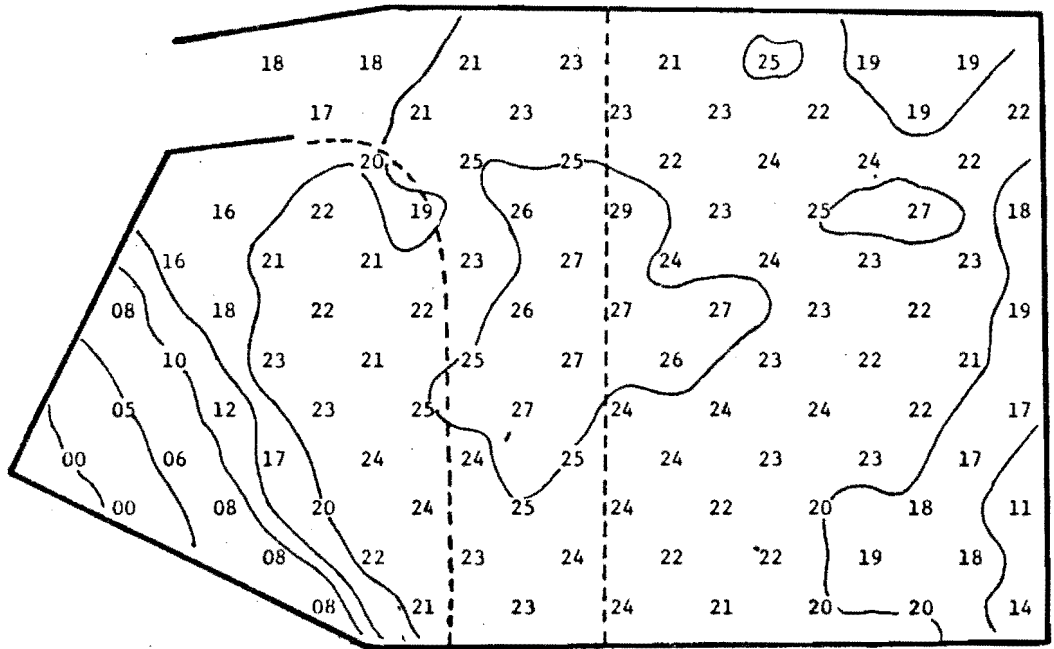 18 18 21 23 21 25 19 19
17 21 23 23 23 22 19 22
20 25 25 22 24 24 22
16 22 19 26 29 23 25 27 18
16 21 21 23 27 24 24 23 23
08 18 22 22 26 27 27 23 22 19
10 23 21 25 27 26 23 22 21
05 12 23 25 27 24 24 24 22 17
00 06 17 24 24 25 24 23 23 17
00 08 20 24 25 24 22 20 18 11
08 22 23 24 22 22 19 18
08 21 23 24 21 20 20 14